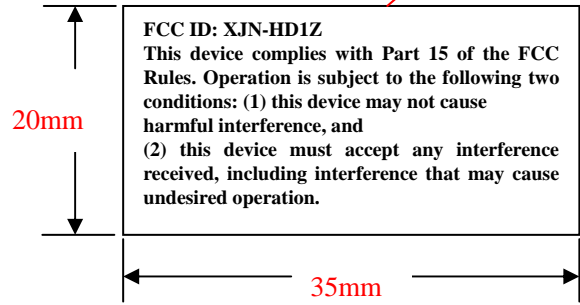 FCC ID: XJN-HD1Z
This device complies with Part 15 of the FCC
Rules. Operation is subject to the following two
conditions: (1) this device may not cause
harmful interference, and
(2) this device must accept any interference
received, including interference that may cause
undesired operation.
20mm
35mm